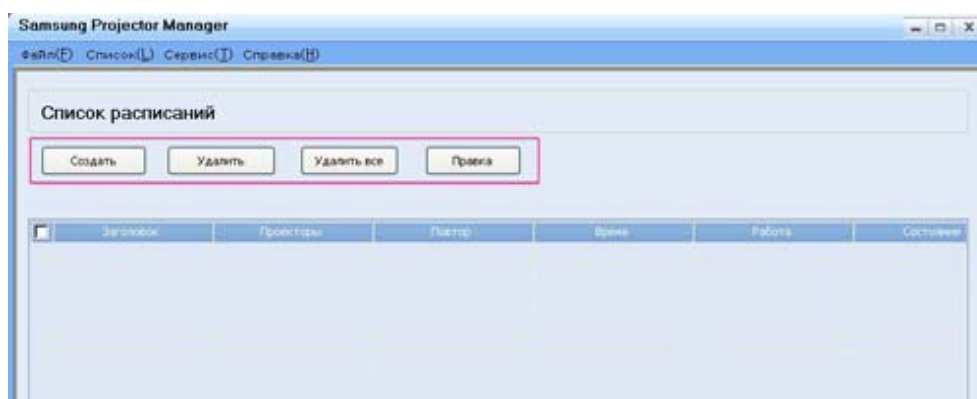 Samsung Projector Manager
Файл(F) Список(L) Сервис(T) Справка(H)
Список расписаний
Создать Удалить Удалить все Правка
Заголовок Проекторы Повтор Время Работа Состояние